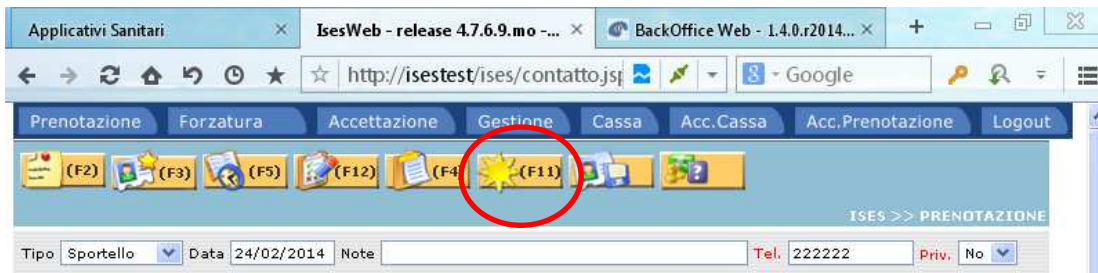 Applicativi Sanitari × IsesWeb - release 4.7.6.9.mo -... × BackOffice Web - 1.4.0.r2014... × +
http://isestest/ises/contatto.jsp 8 Google
Prenotazione Forzatura Accettazione Gestione Cassa Acc.Cassa Acc.Prenotazione Logout
(F2) (F3) (F5) (F12) (F4 (F11) ?
ISES >> PRENOTAZIONE
Tipo Sportello Data 24/02/2014 Note Tel. 222222 Priv. No